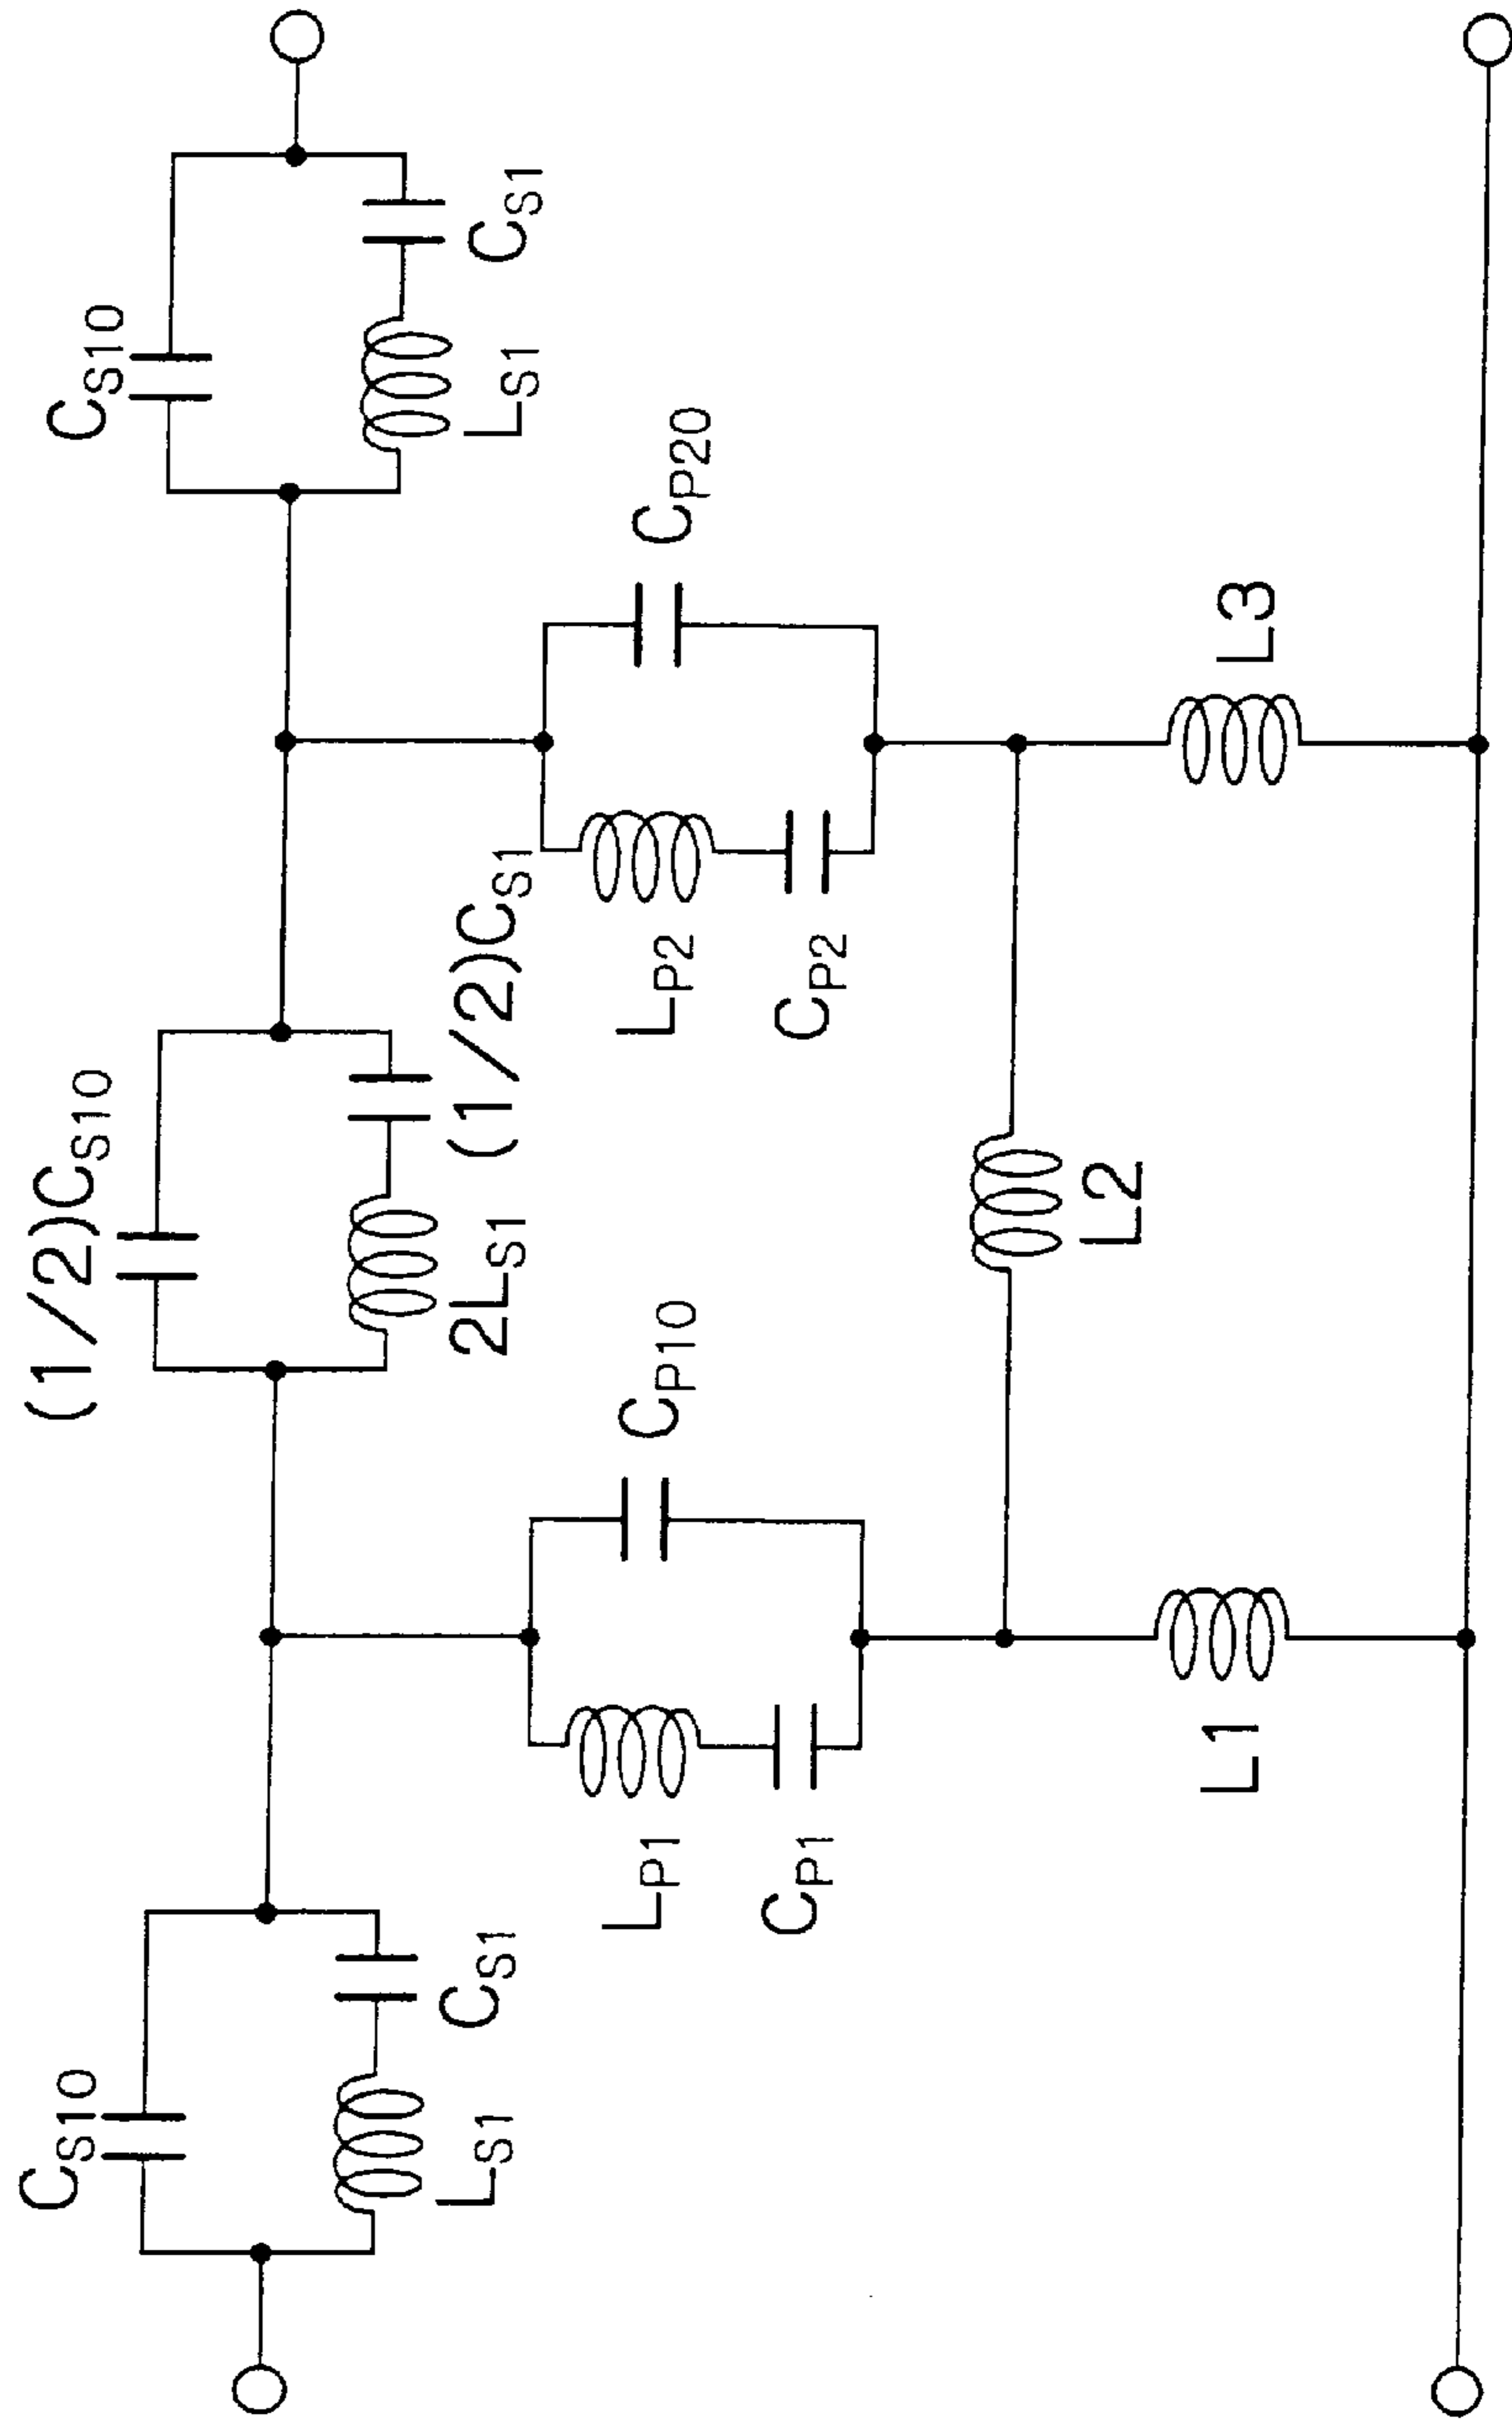 C_S10
L_S1
C_S1
(1/2)C_S10
2L_S1
(1/2)C_S1
C_S10
L_S1
C_S1
L_P1
C_P1
C_P10
L_P2
C_P2
C_P20
L1
L2
L3